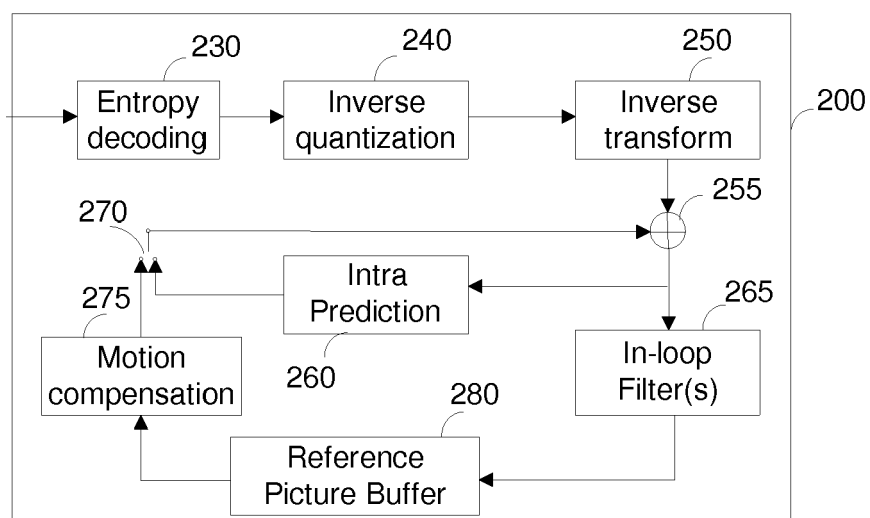 230
240
250
200
Entropy
decoding
Inverse
quantization
Inverse
transform
255
270
Intra
Prediction
260
275
265
Motion
compensation
In-loop
Filter(s)
280
Reference
Picture Buffer